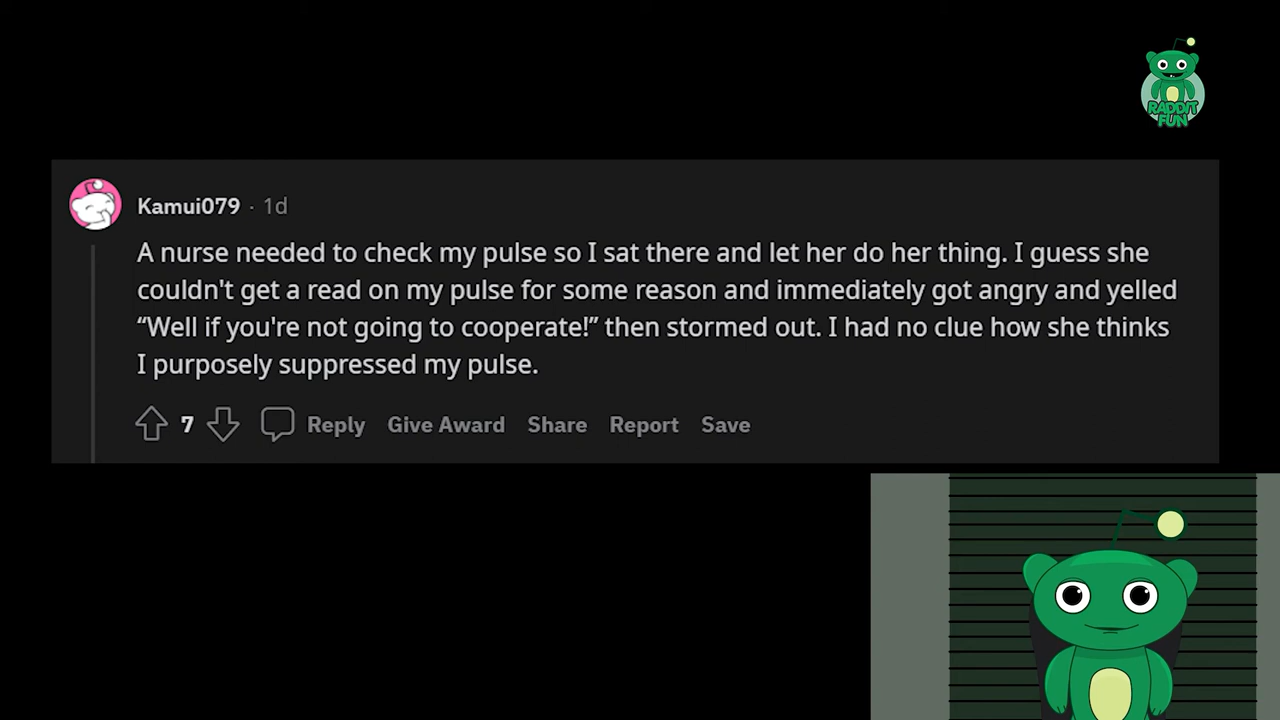 RADDIT
FUN
Kamui079 · 1d
A nurse needed to check my pulse so I sat there and let her do her thing. I guess she
couldn't get a read on my pulse for some reason and immediately got angry and yelled
“Well if you're not going to cooperate!” then stormed out. I had no clue how she thinks
I purposely suppressed my pulse.
7 Reply Give Award Share Report Save